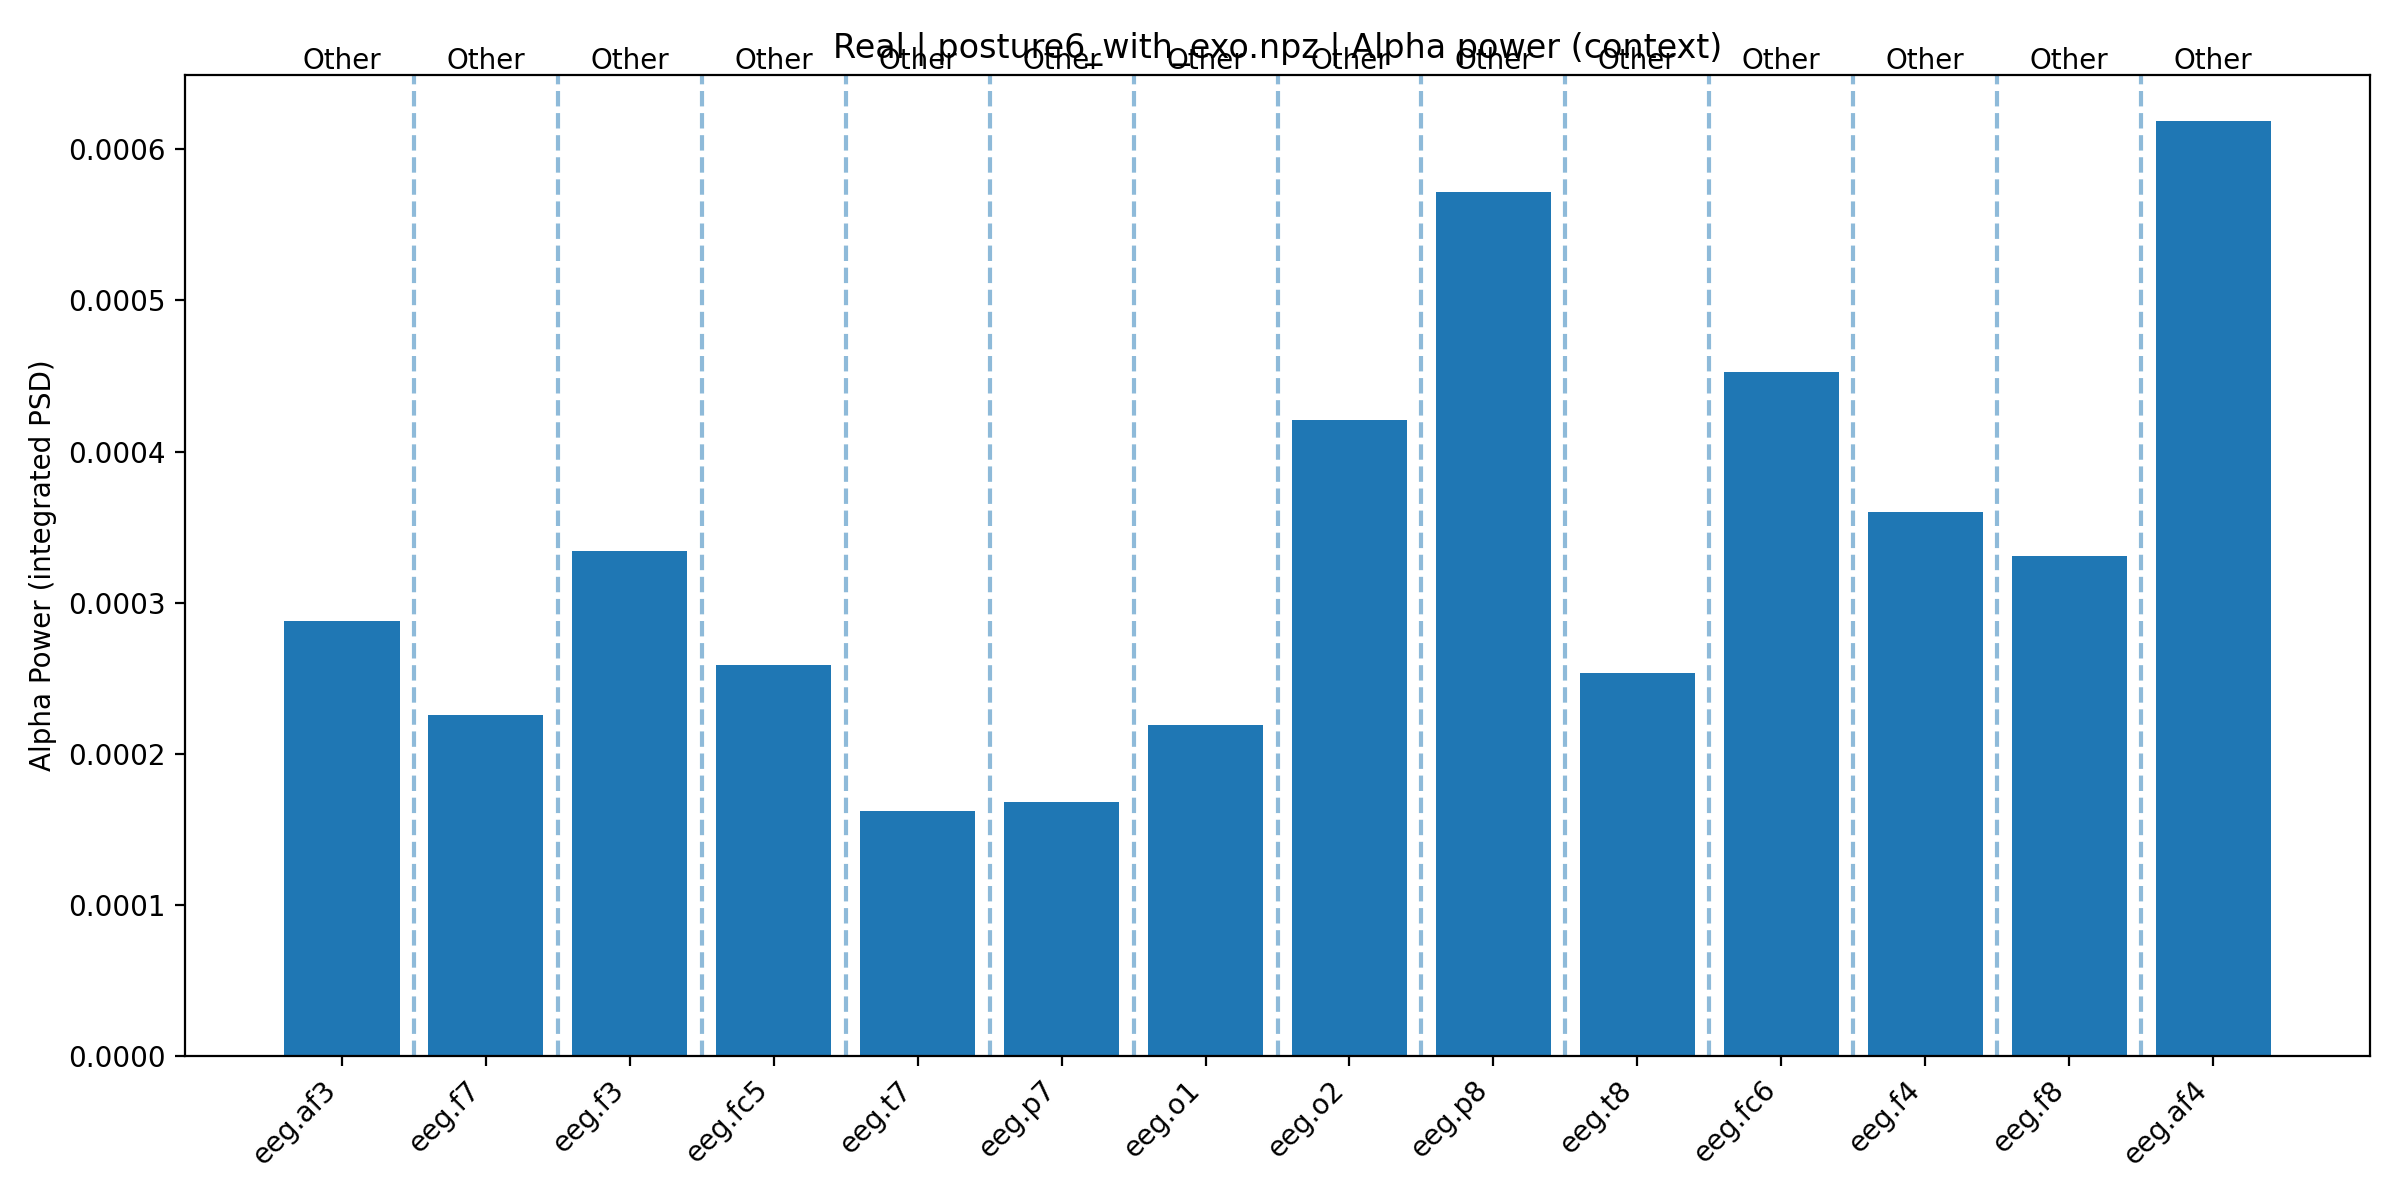 Real | posture6_with_exo.npz | Alpha power (context)
Other Other Other Other Other Other Other Other Other Other Other Other Other Other
Alpha Power (integrated PSD)
0.0006
0.0005
0.0004
0.0003
0.0002
0.0001
0.0000
eeg.af3 eeg.f7 eeg.f3 eeg.fc5 eeg.t7 eeg.p7 eeg.o1 eeg.o2 eeg.p8 eeg.t8 eeg.fc6 eeg.f4 eeg.f8 eeg.af4